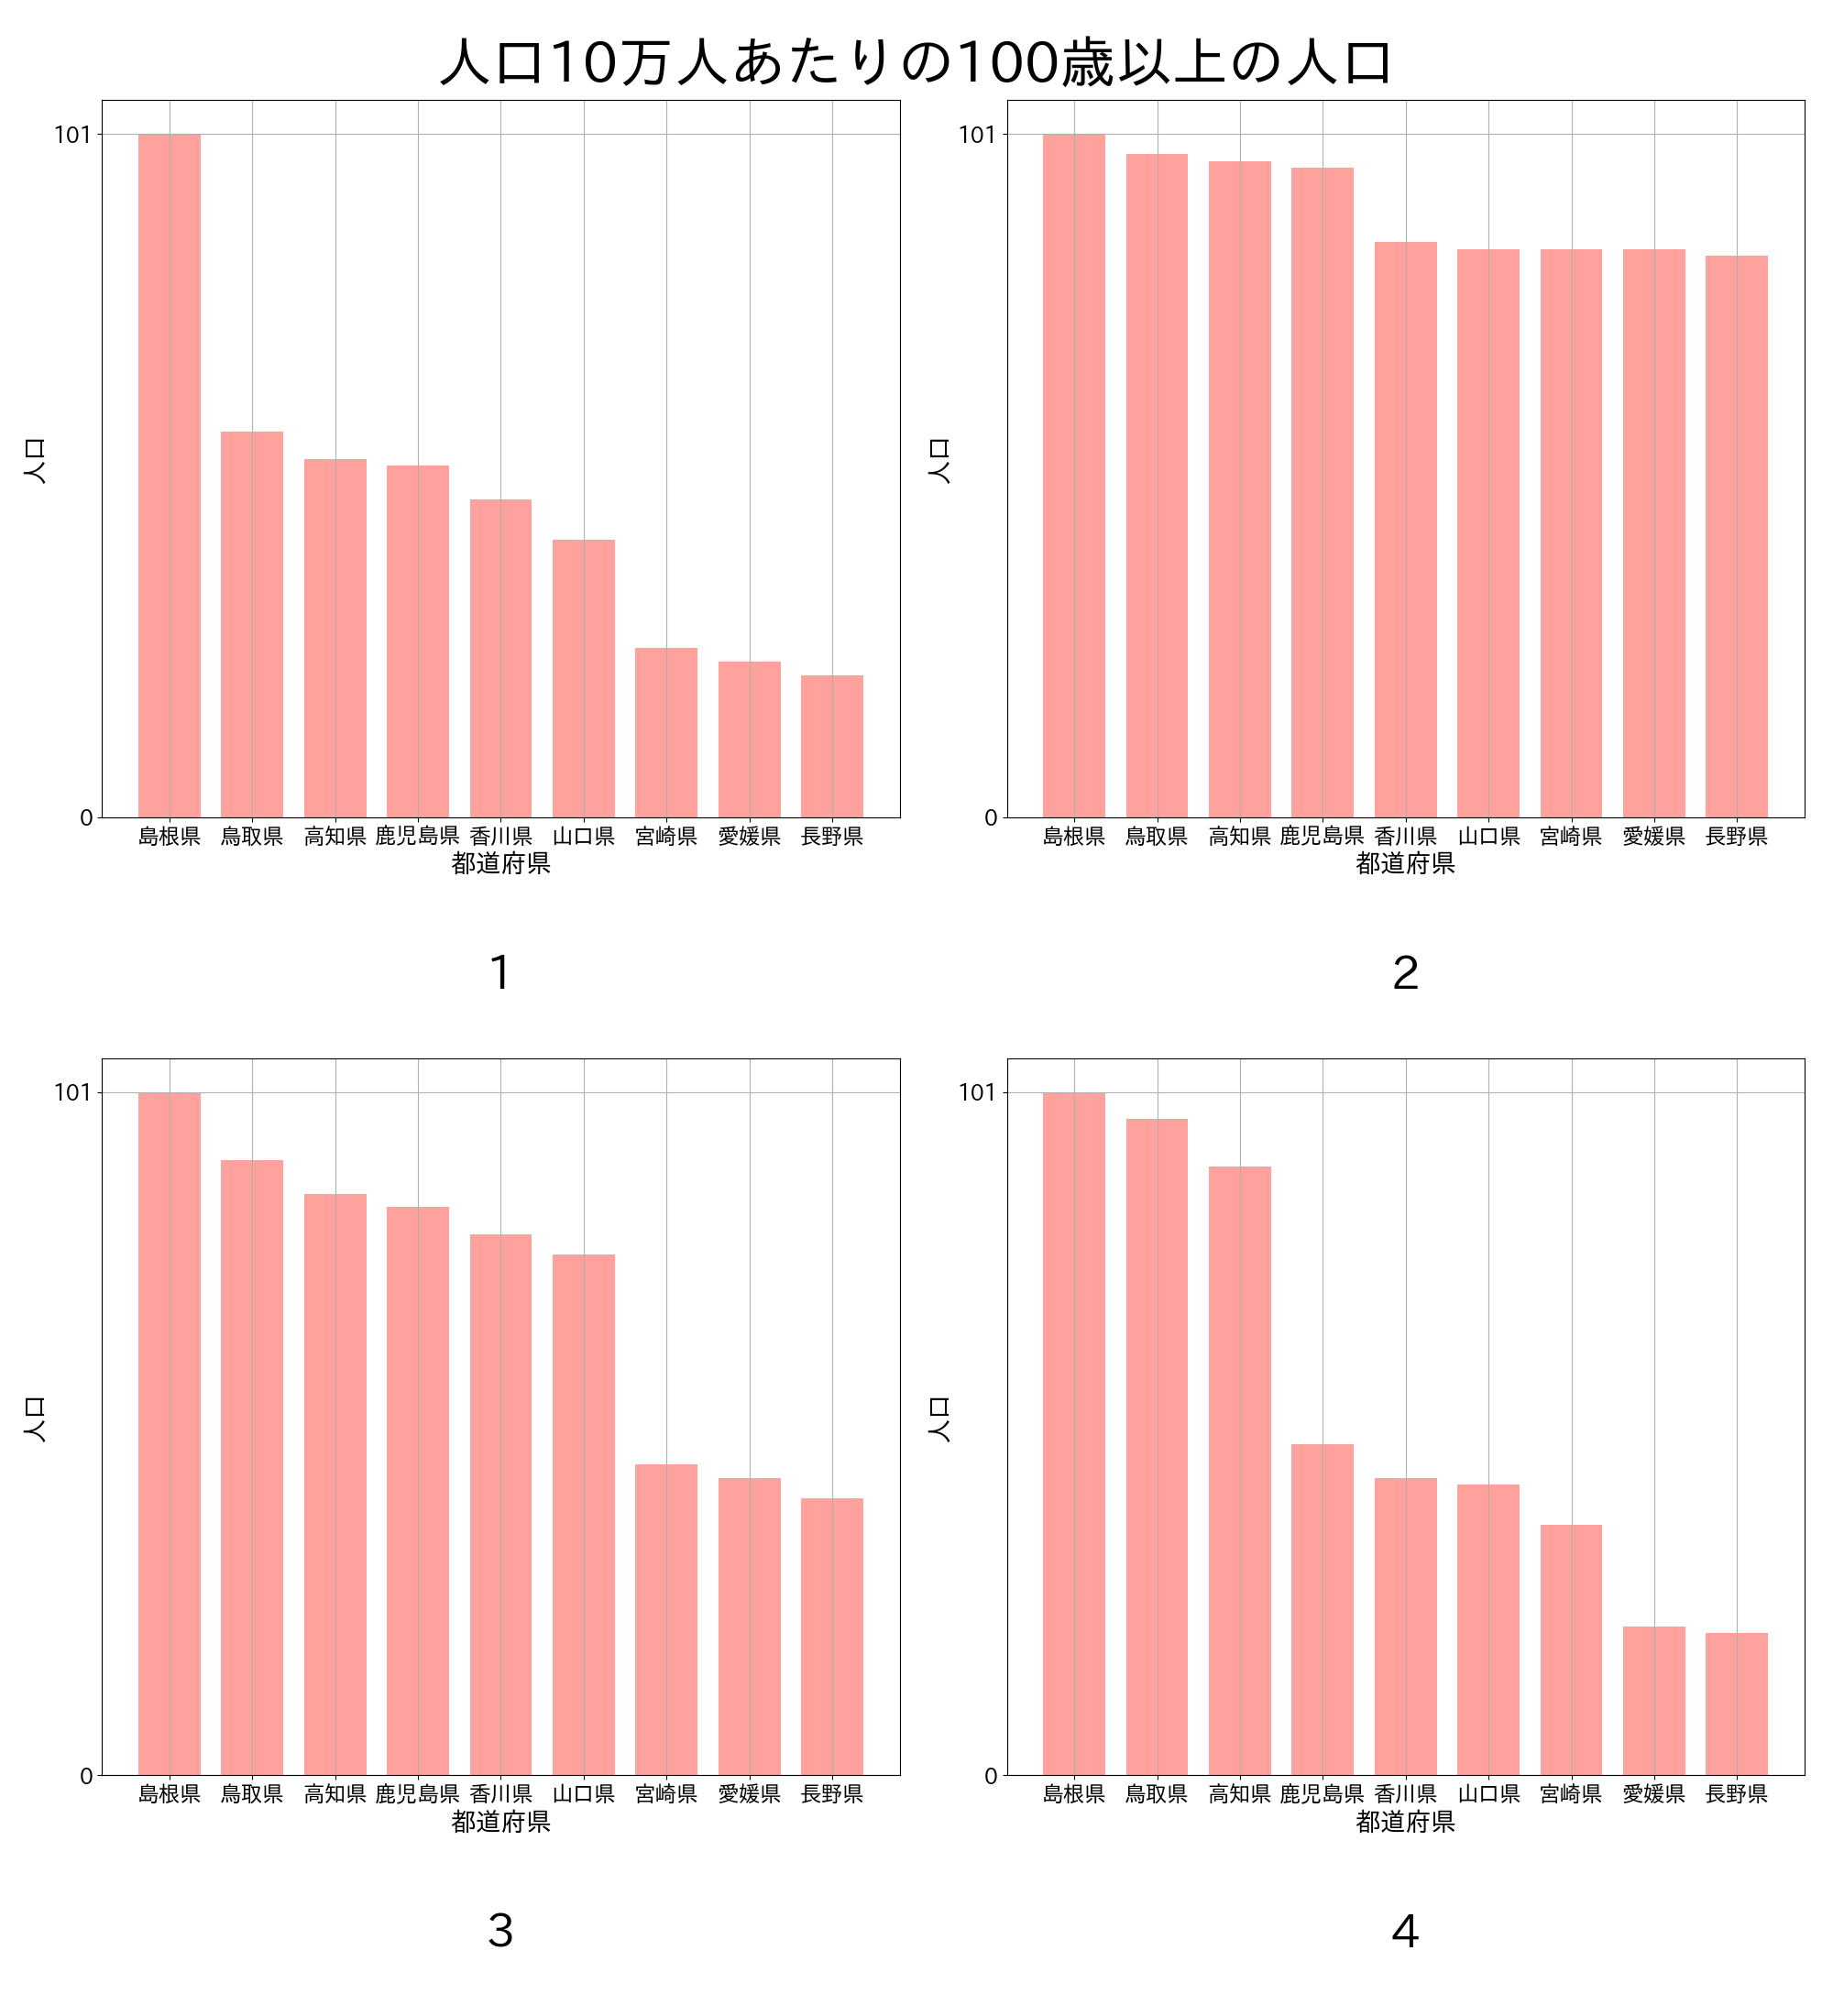 人口10万人あたりの100歳以上の人口
101
0
人口
島根県 鳥取県 高知県 鹿児島県 香川県 山口県 宮崎県 愛媛県 長野県
都道府県
1
101
0
人口
島根県 鳥取県 高知県 鹿児島県 香川県 山口県 宮崎県 愛媛県 長野県
都道府県
2
101
0
人口
島根県 鳥取県 高知県 鹿児島県 香川県 山口県 宮崎県 愛媛県 長野県
都道府県
3
101
0
人口
島根県 鳥取県 高知県 鹿児島県 香川県 山口県 宮崎県 愛媛県 長野県
都道府県
4